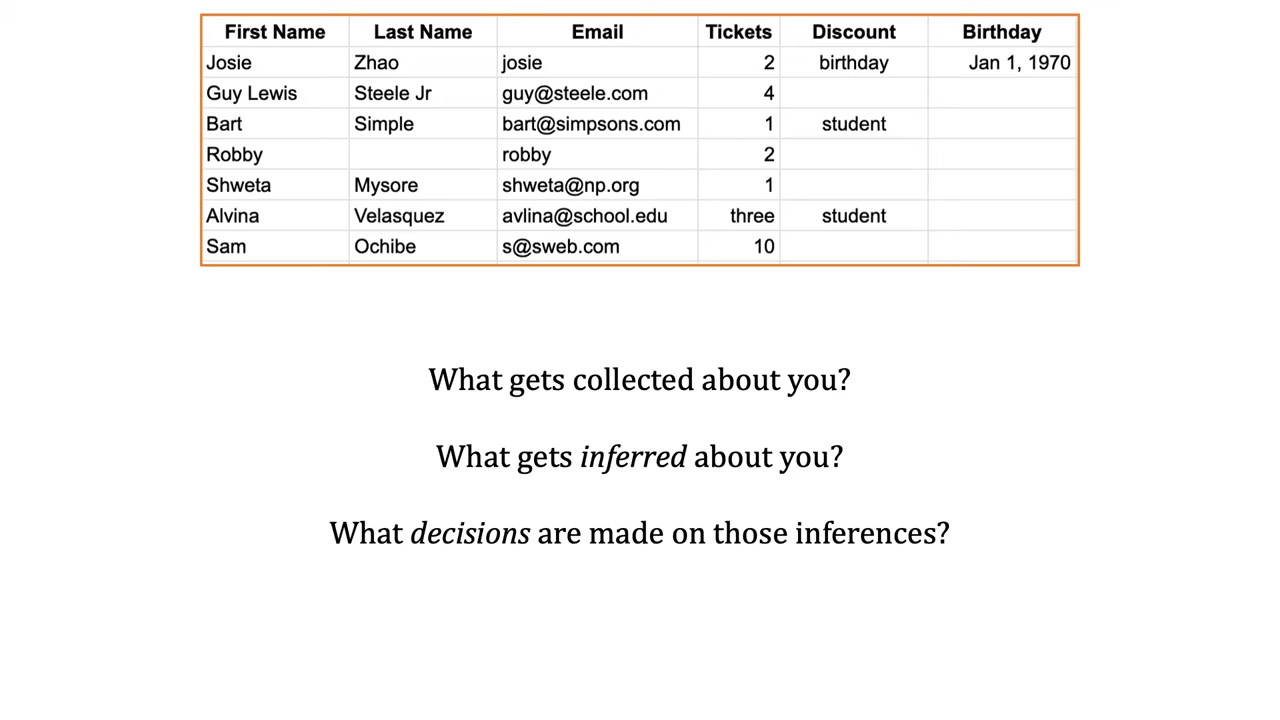 First Name Last Name Email Tickets Discount Birthday
Josie Zhao josie 2 birthday Jan 1, 1970
Guy Lewis Steele Jr guy@steele.com 4
Bart Simple bart@simpsons.com 1 student
Robby robby 2
Shweta Mysore shweta@np.org 1
Alvina Velasquez avlina@school.edu three student
Sam Ochibe s@sweb.com 10
What gets collected about you?
What gets inferred about you?
What decisions are made on those inferences?